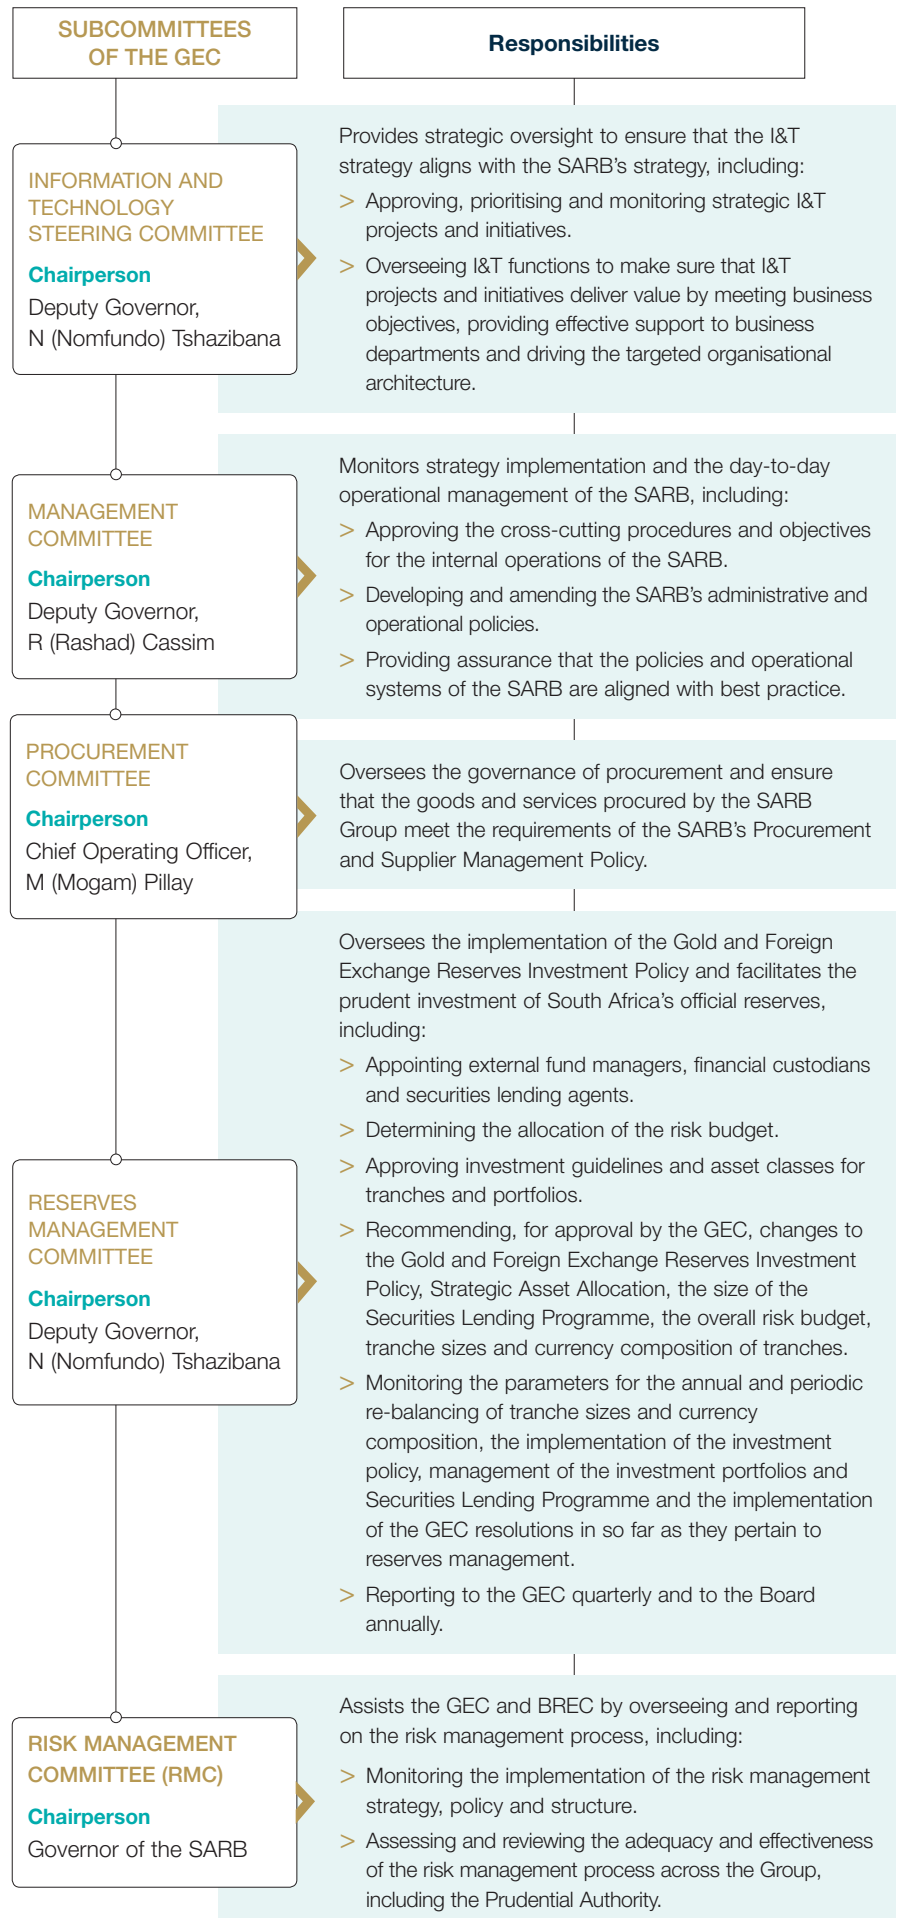 SUBCOMMITTEES
OF THE GEC
Responsibilities
INFORMATION AND
TECHNOLOGY
STEERING COMMITTEE
Chairperson
Deputy Governor,
N (Nomfundo) Tshazibana
Provides strategic oversight to ensure that the I&T
strategy aligns with the SARB's strategy, including:
> Approving, prioritising and monitoring strategic I&T
projects and initiatives.
> Overseeing I&T functions to make sure that I&T
projects and initiatives deliver value by meeting business
objectives, providing effective support to business
departments and driving the targeted organisational
architecture.
MANAGEMENT
COMMITTEE
Chairperson
Deputy Governor,
R (Rashad) Cassim
Monitors strategy implementation and the day-to-day
operational management of the SARB, including:
> Approving the cross-cutting procedures and objectives
for the internal operations of the SARB.
> Developing and amending the SARB's administrative and
operational policies.
> Providing assurance that the policies and operational
systems of the SARB are aligned with best practice.
PROCUREMENT
COMMITTEE
Chairperson
Chief Operating Officer,
M (Mogam) Pillay
Oversees the governance of procurement and ensure
that the goods and services procured by the SARB
Group meet the requirements of the SARB's Procurement
and Supplier Management Policy.
RESERVES
MANAGEMENT
COMMITTEE
Chairperson
Deputy Governor,
N (Nomfundo) Tshazibana
Oversees the implementation of the Gold and Foreign
Exchange Reserves Investment Policy and facilitates the
prudent investment of South Africa's official reserves,
including:
> Appointing external fund managers, financial custodians
and securities lending agents.
> Determining the allocation of the risk budget.
> Approving investment guidelines and asset classes for
tranches and portfolios.
> Recommending, for approval by the GEC, changes to
the Gold and Foreign Exchange Reserves Investment
Policy, Strategic Asset Allocation, the size of the
Securities Lending Programme, the overall risk budget,
tranche sizes and currency composition of tranches.
> Monitoring the parameters for the annual and periodic
re-balancing of tranche sizes and currency
composition, the implementation of the investment
policy, management of the investment portfolios and
Securities Lending Programme and the implementation
of the GEC resolutions in so far as they pertain to
reserves management.
> Reporting to the GEC quarterly and to the Board
annually.
RISK MANAGEMENT
COMMITTEE (RMC)
Chairperson
Governor of the SARB
Assists the GEC and BREC by overseeing and reporting
on the risk management process, including:
> Monitoring the implementation of the risk management
strategy, policy and structure.
> Assessing and reviewing the adequacy and effectiveness
of the risk management process across the Group,
including the Prudential Authority.